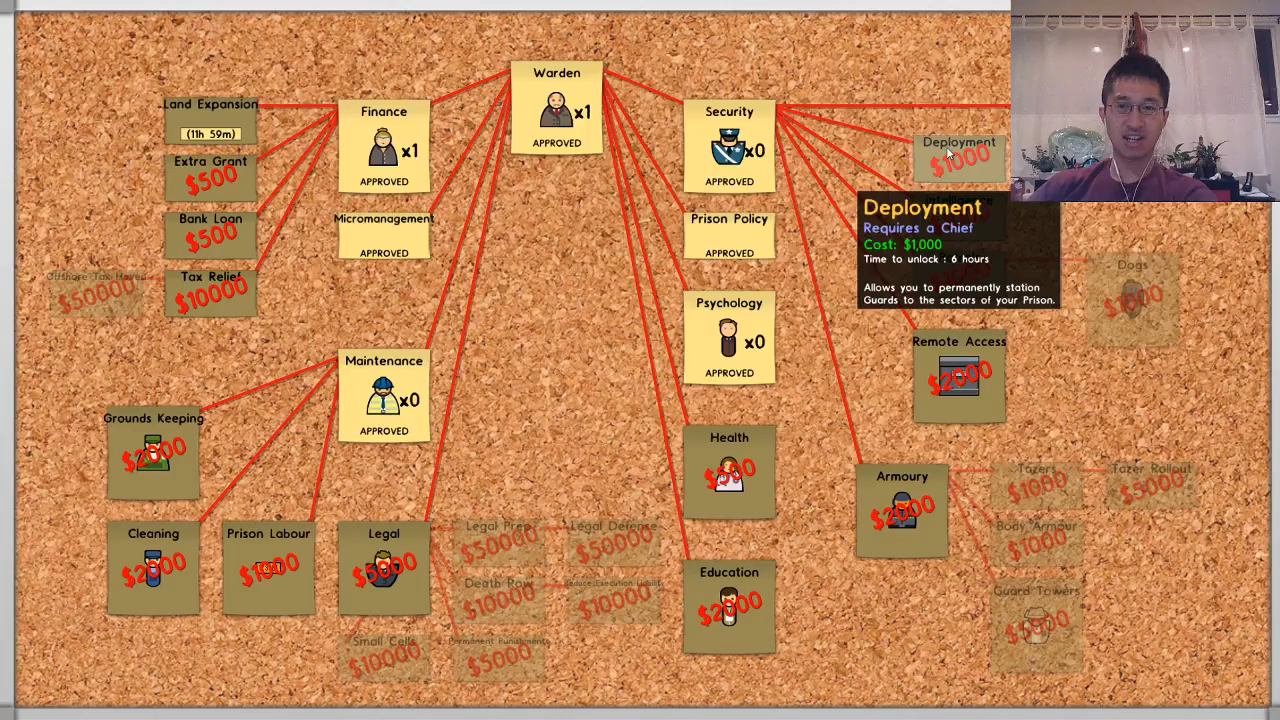 Warden
x1
APPROVED
Land Expansion
(11h 59m)
Extra Grant
$500
Bank Loan
$500
Offshore Tax Haven
$50000
Tax Relief
$10000
Finance
x1
APPROVED
Micromanagement
APPROVED
Security
x0
APPROVED
Prison Policy
APPROVED
Psychology
x0
APPROVED
Deployment
$1000
Deployment
Requires a Chief
Cost: $1,000
Time to unlock : 6 hours
Allows you to permanently station
Guards to the sectors of your Prison.
Dogs
$1000
Remote Access
$2000
Maintenance
x0
APPROVED
Grounds Keeping
$2000
Cleaning
$2000
Prison Labour
$1000
Legal
$5000
Legal Prep
$50000
Legal Defense
$50000
Death Row
$10000
Reduce Execution Liability
$10000
Small Cells
$10000
Permanent Punishments
$5000
Health
$500
Education
$2000
Armoury
$2000
Tazers
$1000
Tazer Rollout
$5000
Body Armour
$1000
Guard Towers
$5000